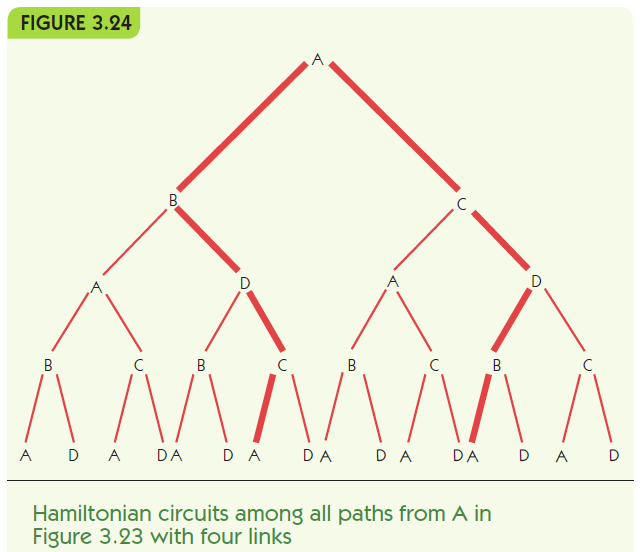 FIGURE 3.24
A
B C
A D A D
B C B C B C B C
A D A D A D A D A D A D A D A D
Hamiltonian circuits among all paths from A in
Figure 3.23 with four links